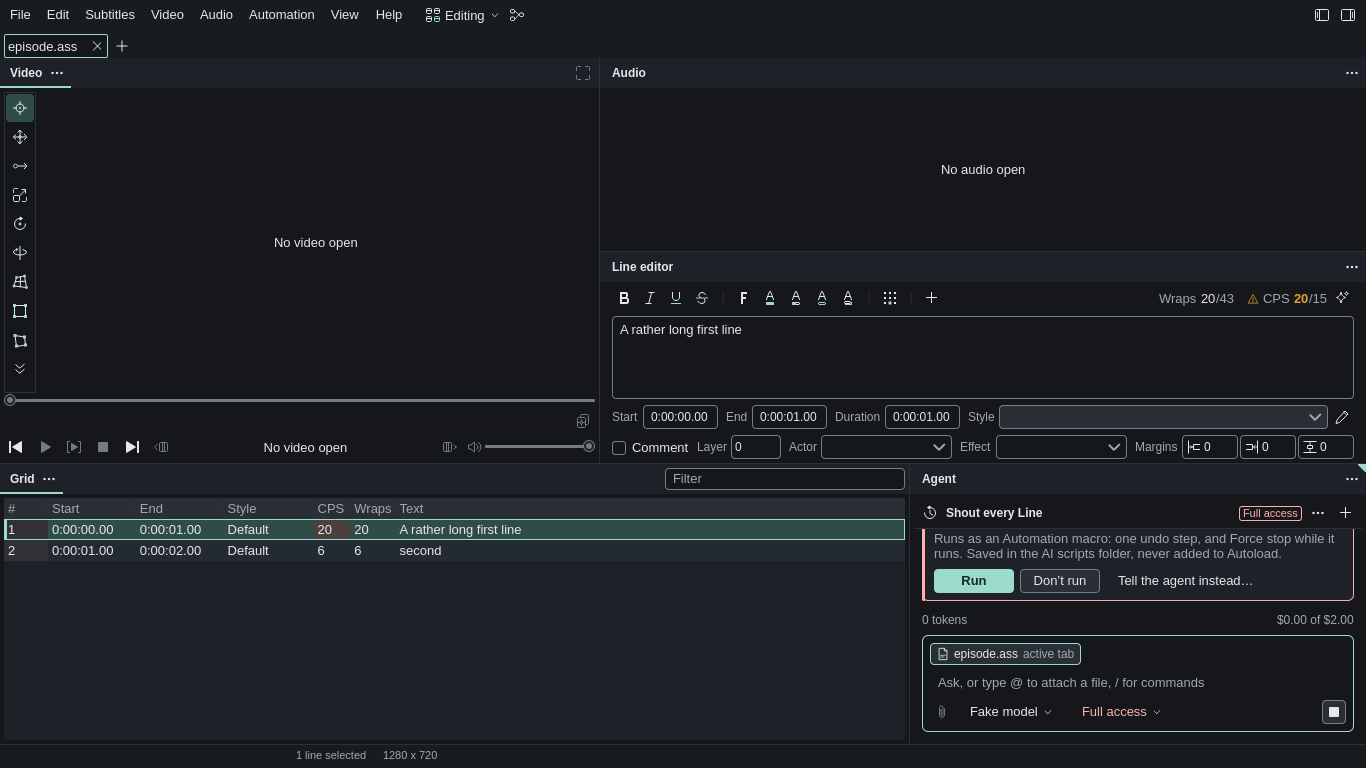 File Edit Subtitles Video Audio Automation View Help Editing
episode.ass
Video
Audio
No video open
No audio open
Line editor
B I U S F A A A A Wraps 20/43 CPS 20/15
A rather long first line
Start 0:00:00.00 End 0:00:01.00 Duration 0:00:01.00 Style
No video open
Comment Layer 0 Actor Effect Margins 0 0 0
Grid
Filter
# Start End Style CPS Wraps Text
1 0:00:00.00 0:00:01.00 Default 20 20 A rather long first line
2 0:00:01.00 0:00:02.00 Default 6 6 second
Agent
Shout every Line Full access
Runs as an Automation macro: one undo step, and Force stop while it
runs. Saved in the AI scripts folder, never added to Autoload.
Run Don't run Tell the agent instead…
0 tokens $0.00 of $2.00
episode.ass active tab
Ask, or type @ to attach a file, / for commands
Fake model Full access
1 line selected 1280 x 720